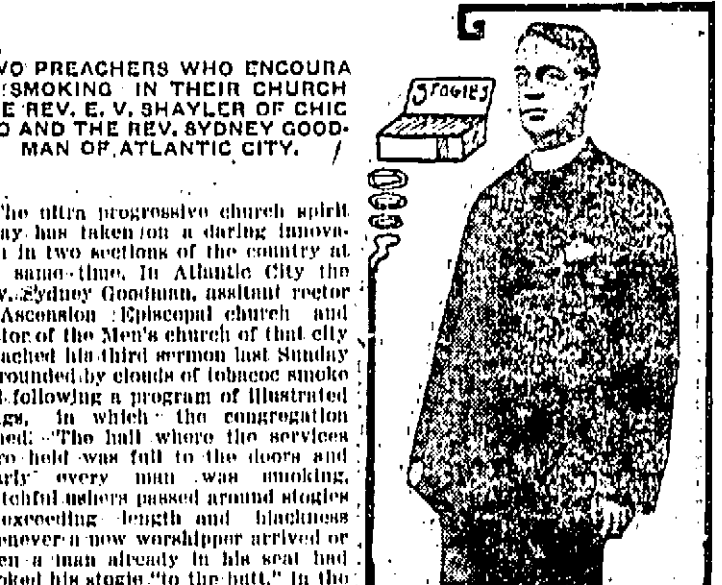 VO PREACHERS WHO ENCOURA
SMOKING IN THEIR CHURCH
E REV. E. V. SHAYLER OF CHIC
O AND THE REV. SYDNEY GOOD-
MAN OF ATLANTIC CITY.
STOGIES
he ultra progressive church spirit
ay has taken on a daring innova-
n in two sections of the country at
same time. In Atlantic City the
v. Sydney Goodman, assitant rector
Ascension Episcopal church and
tor of the Men's church of that city
ached his third sermon last Sunday
rounded by clouds of tobacoc smoke
following a program of illustrated
gs, in which the congregation
ned. The hall where the services
re held was full to the doors and
arly every man was smoking.
tchful ushers passed around stogies
exceeding length and blackness
enever a new worshipper arrived or
en a man already in his seat had
oked his stogie "to the butt." In the